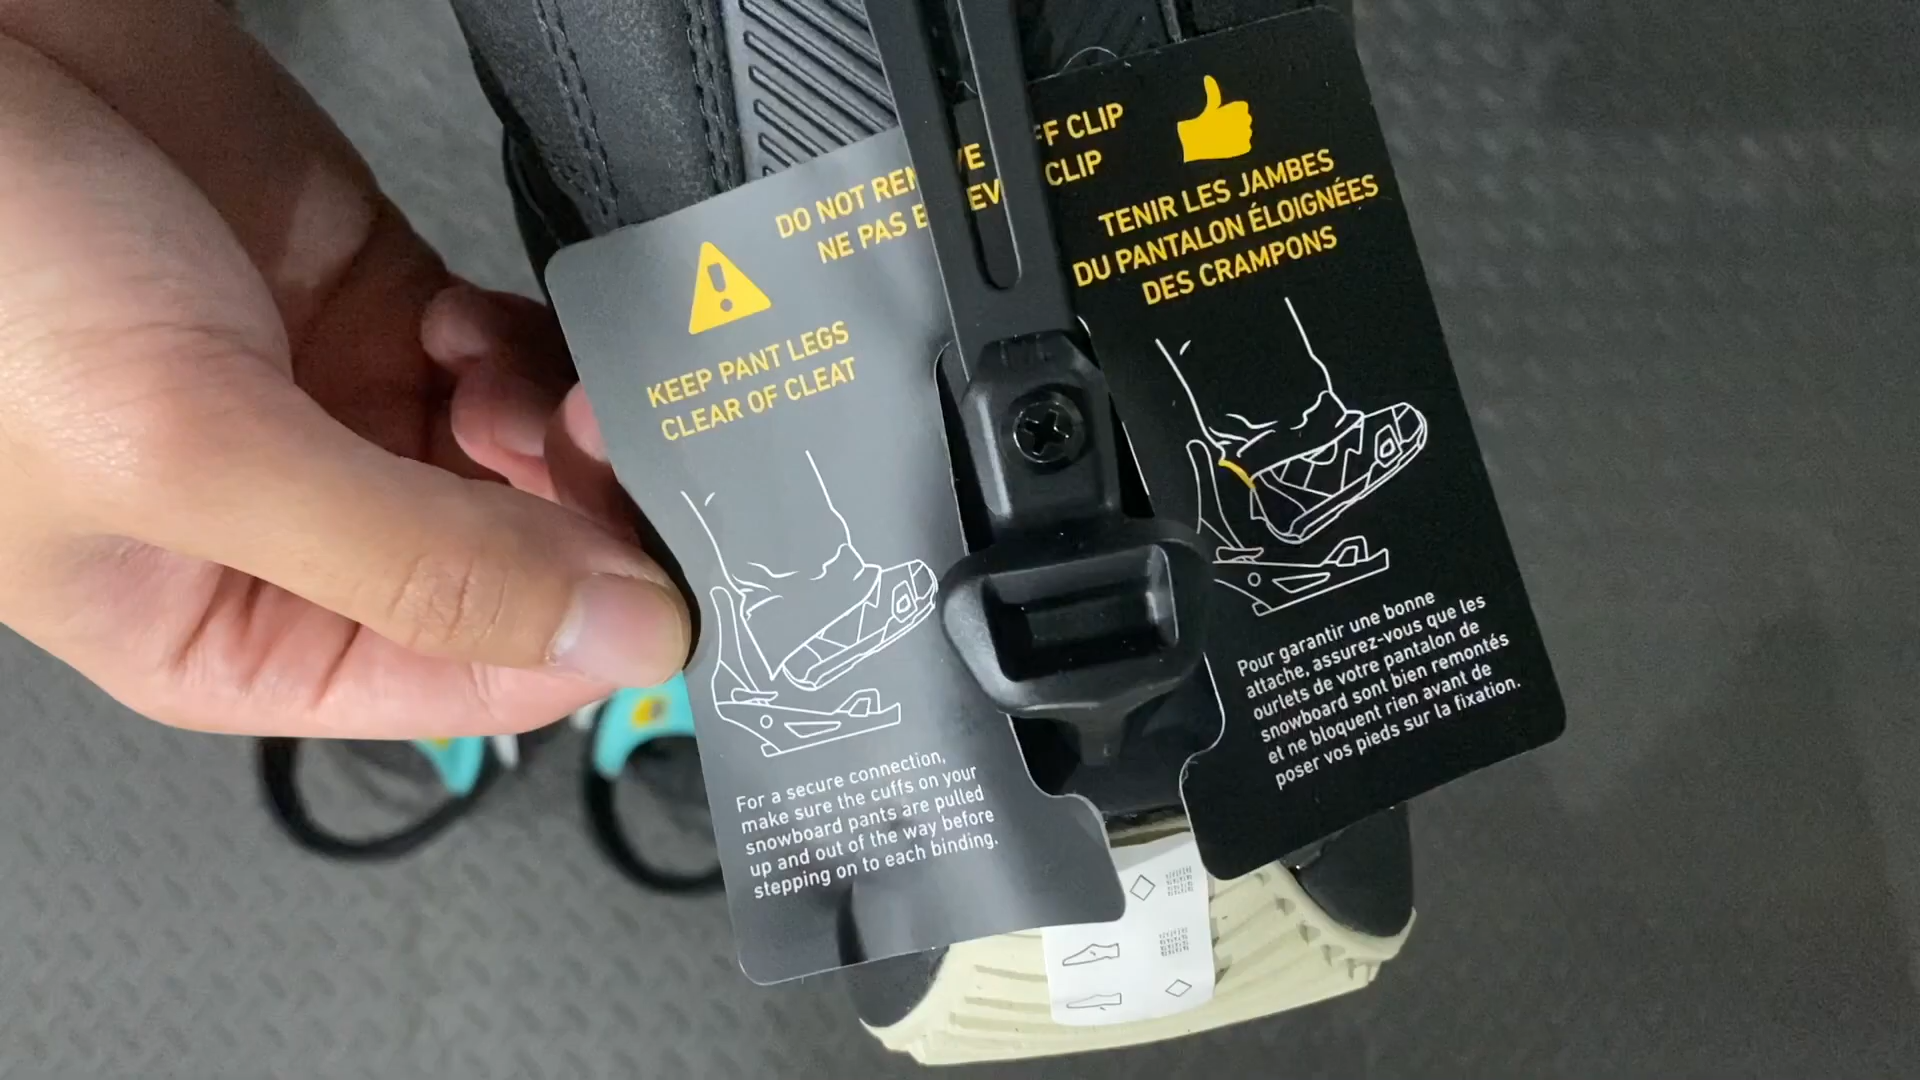 DO NOT REM VE FF CLIP
NE PAS E EV CLIP
KEEP PANT LEGS
CLEAR OF CLEAT
For a secure connection,
make sure the cuffs on your
snowboard pants are pulled
up and out of the way before
stepping on to each binding.
TENIR LES JAMBES
DU PANTALON ÉLOIGNÉES
DES CRAMPONS
Pour garantir une bonne
attache, assurez-vous que les
ourlets de votre pantalon de
snowboard sont bien remontés
et ne bloquent rien avant de
poser vos pieds sur la fixation.